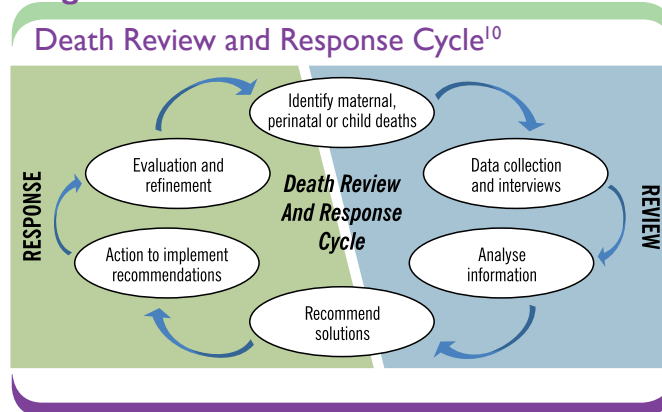 Death Review and Response Cycle10
Identify maternal,
perinatal or child deaths
Data collection
and interviews
Analyse
information
Recommend
solutions
Action to implement
recommendations
Evaluation and
refinement
Death Review
And Response
Cycle
RESPONSE
REVIEW